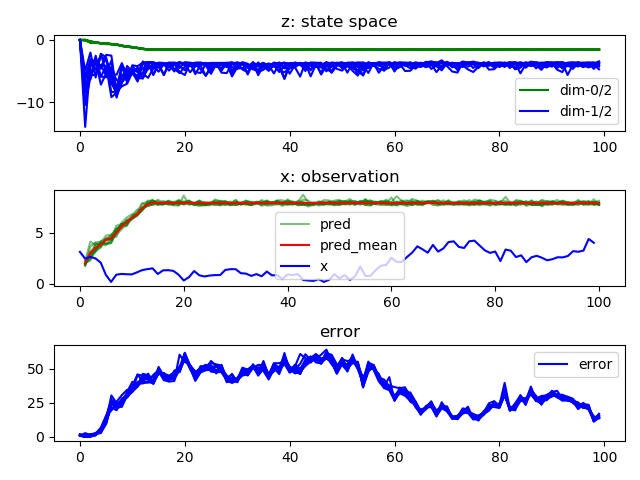 z: state space
0
−10
dim-0/2
dim-1/2
0 20 40 60 80 100
x: observation
5
0
pred
pred_mean
x
0 20 40 60 80 100
error
50
25
0
error
0 20 40 60 80 100